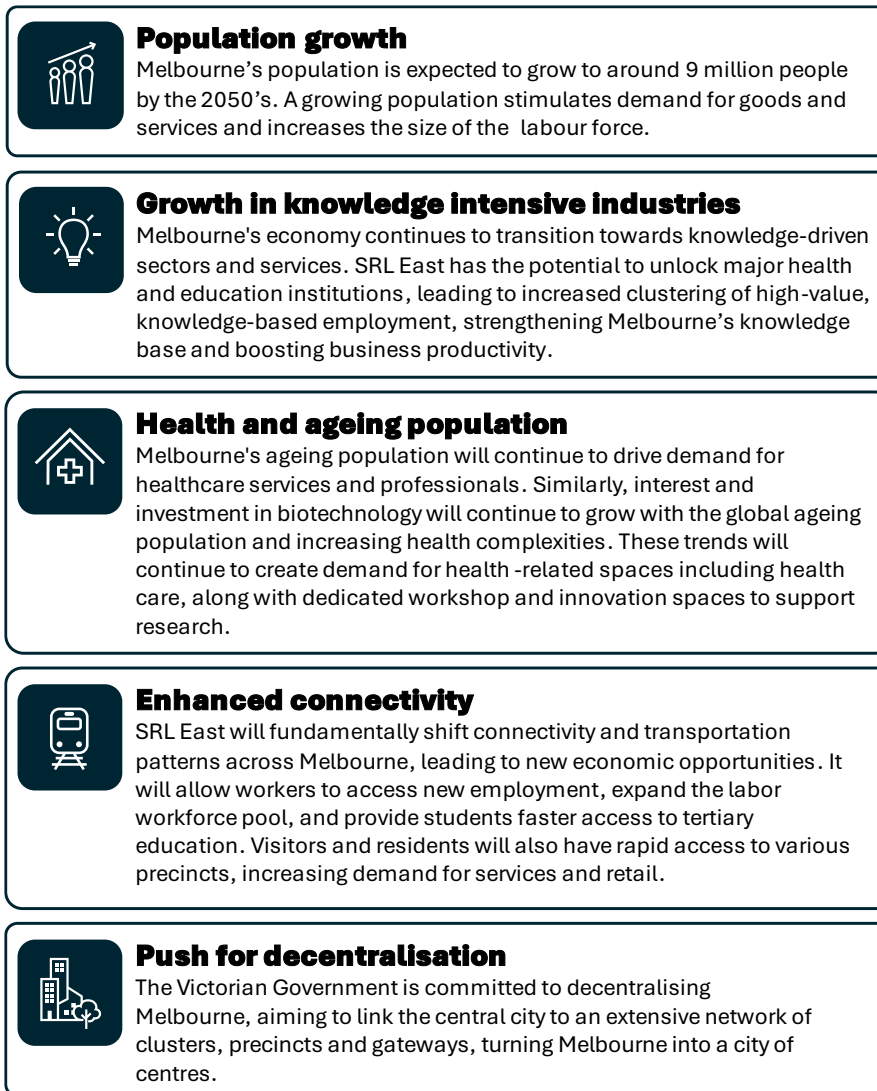 Population growth
Melbourne’s population is expected to grow to around 9 million people
by the 2050’s. A growing population stimulates demand for goods and
services and increases the size of the labour force.
Growth in knowledge intensive industries
Melbourne's economy continues to transition towards knowledge-driven
sectors and services. SRL East has the potential to unlock major health
and education institutions, leading to increased clustering of high-value,
knowledge-based employment, strengthening Melbourne’s knowledge
base and boosting business productivity.
Health and ageing population
Melbourne's ageing population will continue to drive demand for
healthcare services and professionals. Similarly, interest and
investment in biotechnology will continue to grow with the global ageing
population and increasing health complexities. These trends will
continue to create demand for health -related spaces including health
care, along with dedicated workshop and innovation spaces to support
research.
Enhanced connectivity
SRL East will fundamentally shift connectivity and transportation
patterns across Melbourne, leading to new economic opportunities. It
will allow workers to access new employment, expand the labor
workforce pool, and provide students faster access to tertiary
education. Visitors and residents will also have rapid access to various
precincts, increasing demand for services and retail.
Push for decentralisation
The Victorian Government is committed to decentralising
Melbourne, aiming to link the central city to an extensive network of
clusters, precincts and gateways, turning Melbourne into a city of
centres.